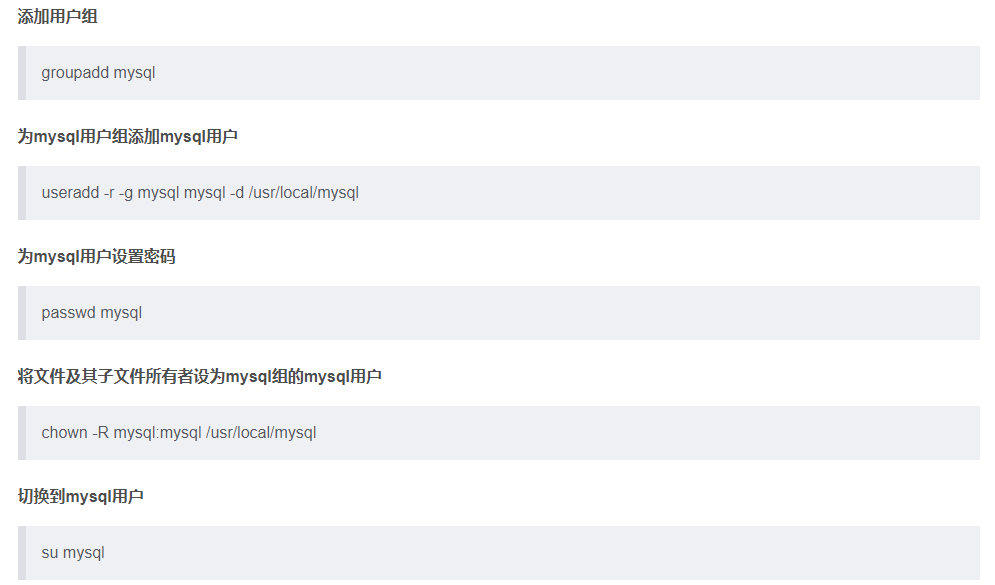 添加用户组
groupadd mysql
为mysql用户组添加mysql用户
useradd -r -g mysql mysql -d /usr/local/mysql
为mysql用户设置密码
passwd mysql
将文件及其子文件所有者设为mysql组的mysql用户
chown -R mysql:mysql /usr/local/mysql
切换到mysql用户
su mysql